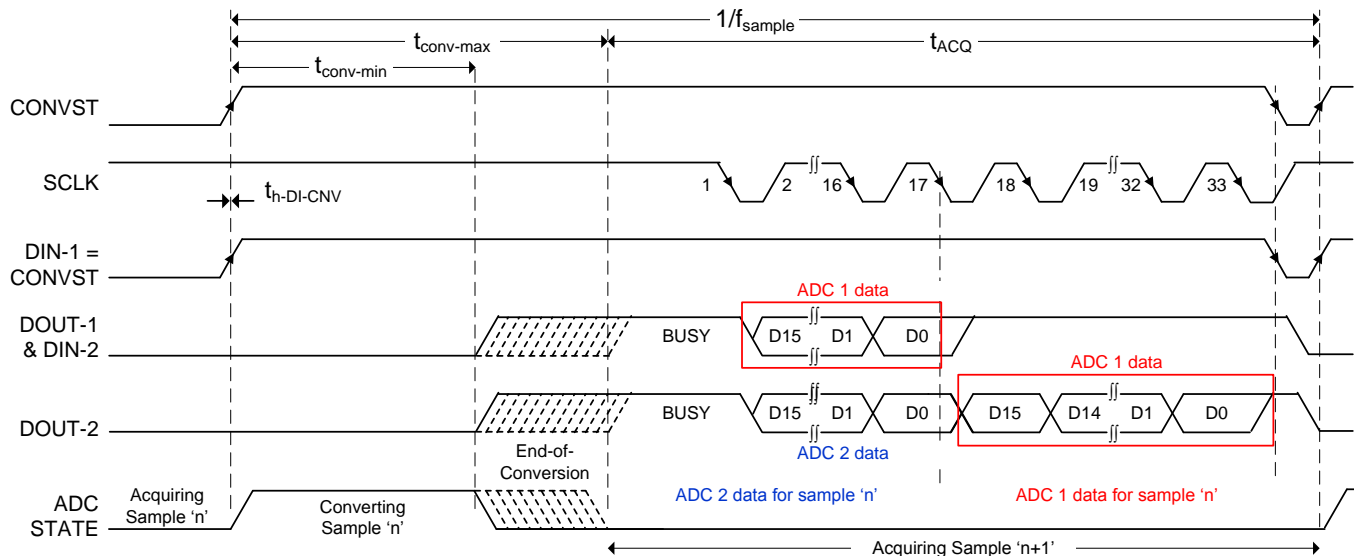 1/fsample
tconv-max
tACQ
tconv-min
CONVST
SCLK
1 2 16 17 18 19 32 33
th-DI-CNV
DIN-1 =
CONVST
ADC 1 data
DOUT-1
& DIN-2
BUSY D15 D1 D0
ADC 1 data
DOUT-2
BUSY D15 D1 D0 D15 D14 D1 D0
End-of-
Conversion
ADC 2 data
ADC
STATE
Acquiring
Sample 'n'
Converting
Sample 'n'
ADC 2 data for sample 'n'
ADC 1 data for sample 'n'
Acquiring Sample 'n+1'